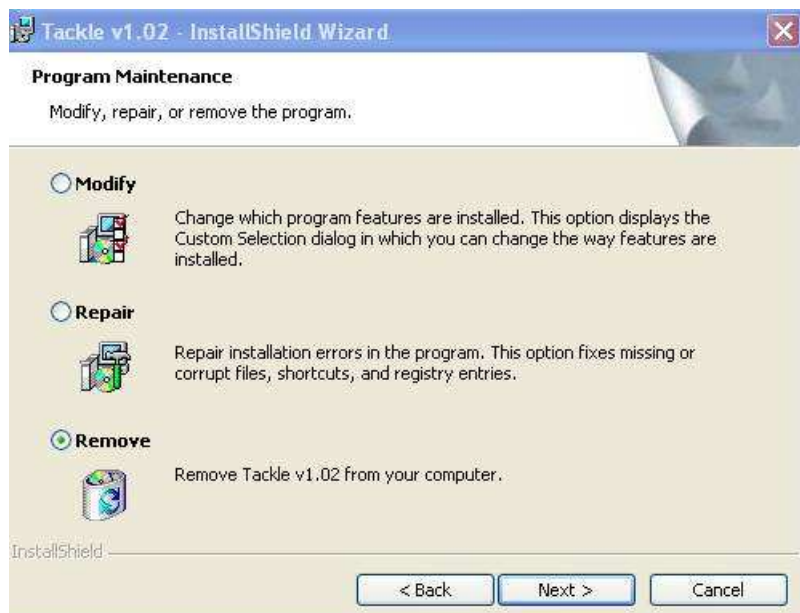 Tackle v1.02 - InstallShield Wizard
Program Maintenance
Modify, repair, or remove the program.
Modify
Change which program features are installed. This option displays the
Custom Selection dialog in which you can change the way features are
installed.
Repair
Repair installation errors in the program. This option fixes missing or
corrupt files, shortcuts, and registry entries.
Remove
Remove Tackle v1.02 from your computer.
InstallShield
< Back
Next >
Cancel